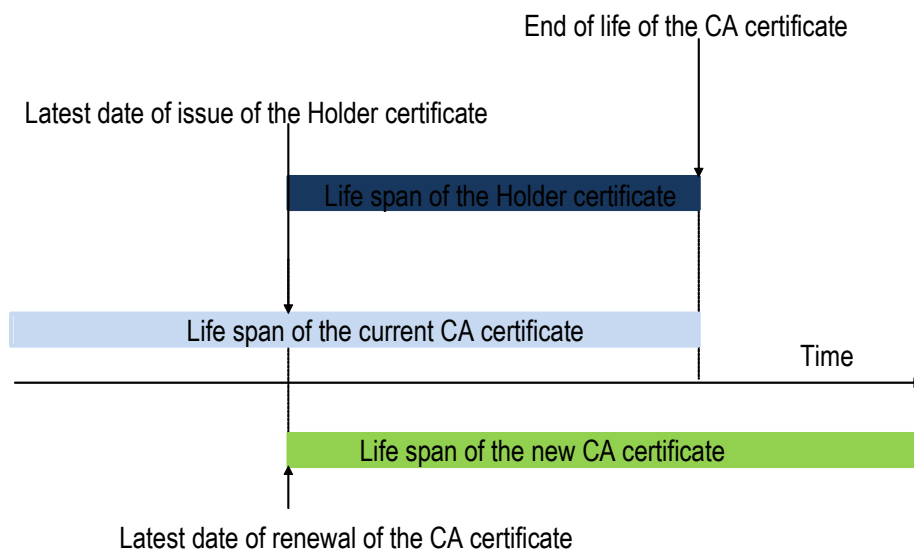 End of life of the CA certificate
Latest date of issue of the Holder certificate
Life span of the Holder certificate
Life span of the current CA certificate
Time
Life span of the new CA certificate
Latest date of renewal of the CA certificate